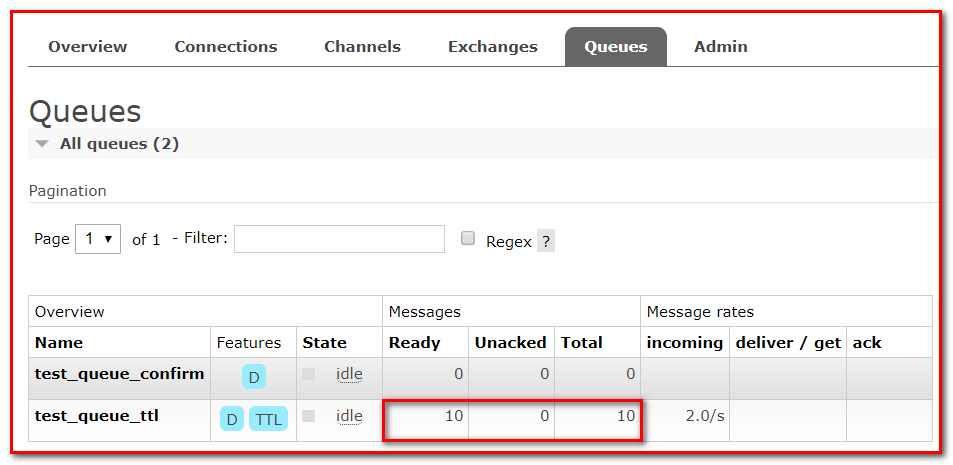 Overview Connections Channels Exchanges Queues Admin
Queues
All queues (2)
Pagination
Page 1 of 1 - Filter: Regex ?
Overview Messages Message rates
Name Features State Ready Unacked Total incoming deliver / get ack
test_queue_confirm D idle 0 0 0
test_queue_ttl D TTL idle 10 0 10 2.0/s